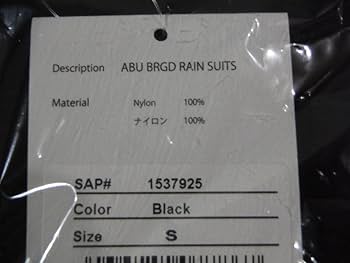 Description ABU BRGD RAIN SUITS
Material Nylon 100%
ナイロン 100%
SAP# 1537925
Color Black
Size S